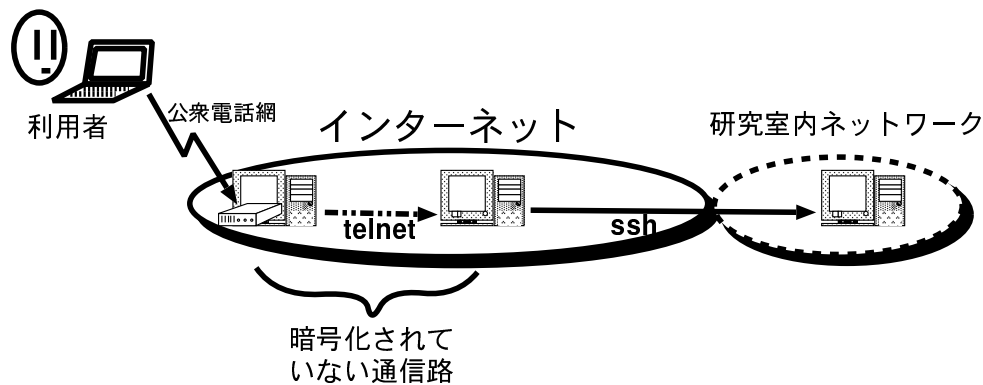 利用者
公衆電話網
インターネット
研究室内ネットワーク
telnet
ssh
暗号化されて
いない通信路